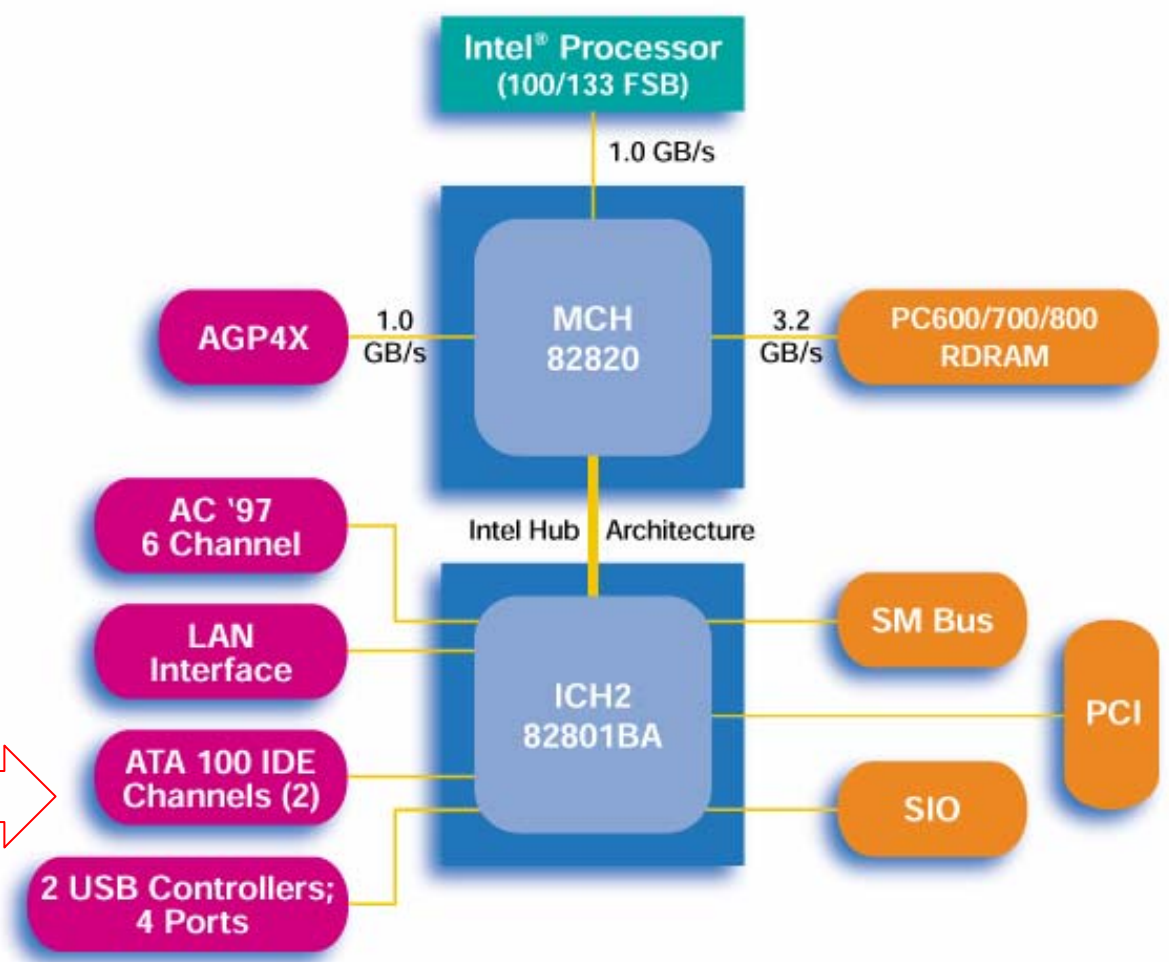 Intel® Processor
(100/133 FSB)
1.0 GB/s
AGP4X
1.0
GB/s
MCH
82820
3.2
GB/s
PC600/700/800
RDRAM
AC '97
6 Channel
Intel Hub Architecture
LAN
Interface
SM Bus
ICH2
82801BA
PCI
ATA 100 IDE
Channels (2)
SIO
2 USB Controllers;
4 Ports